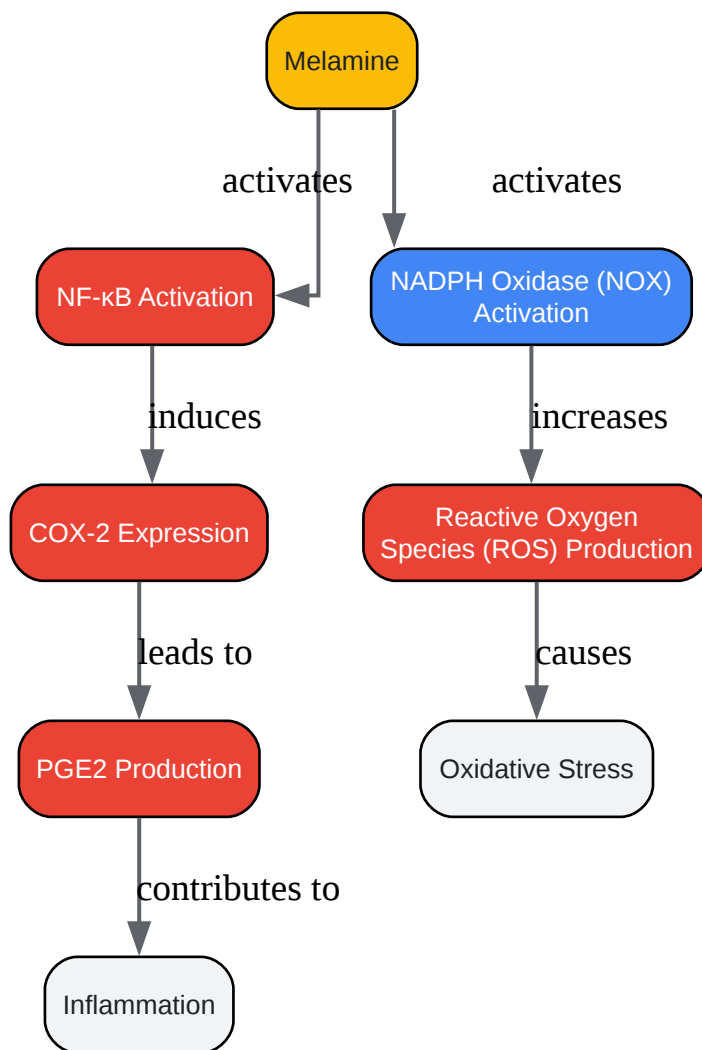 Melamine
activates
activates
NF-κB Activation
NADPH Oxidase (NOX)
Activation
induces
increases
COX-2 Expression
Reactive Oxygen
Species (ROS) Production
leads to
causes
PGE2 Production
Oxidative Stress
contributes to
Inflammation